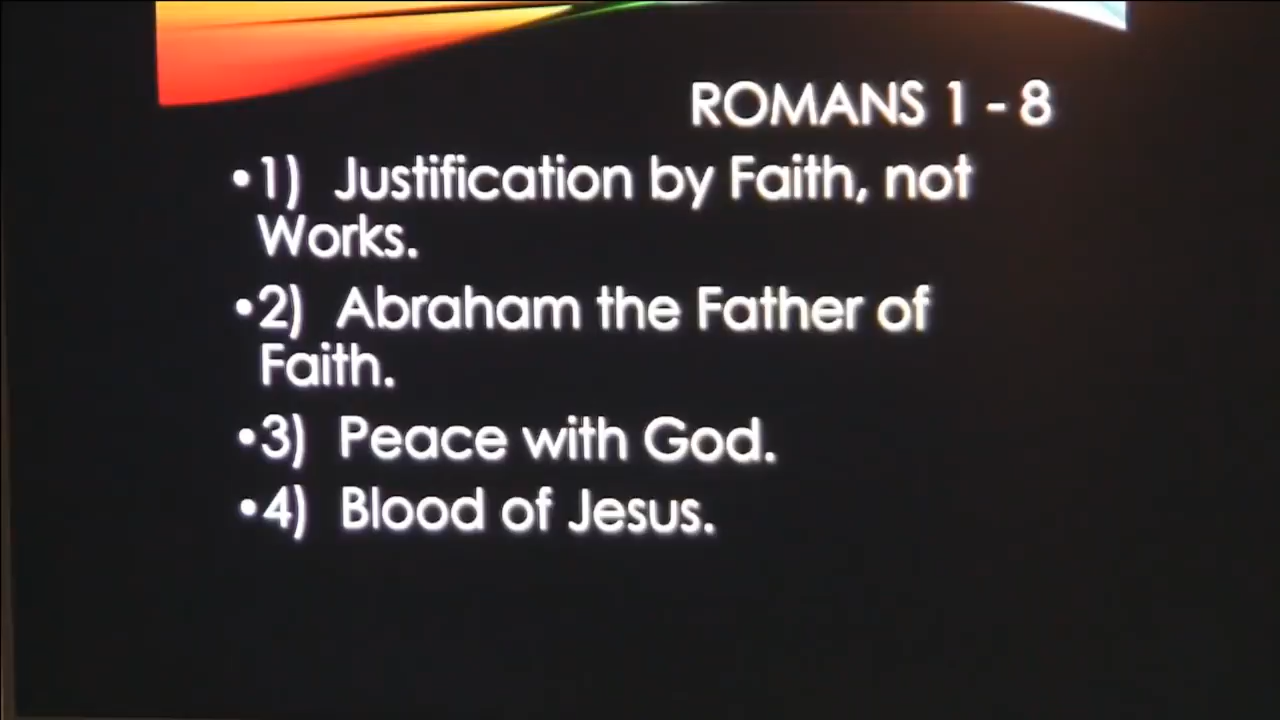 ROMANS 1 - 8
•1) Justification by Faith, not
Works.
•2) Abraham the Father of
Faith.
•3) Peace with God.
•4) Blood of Jesus.